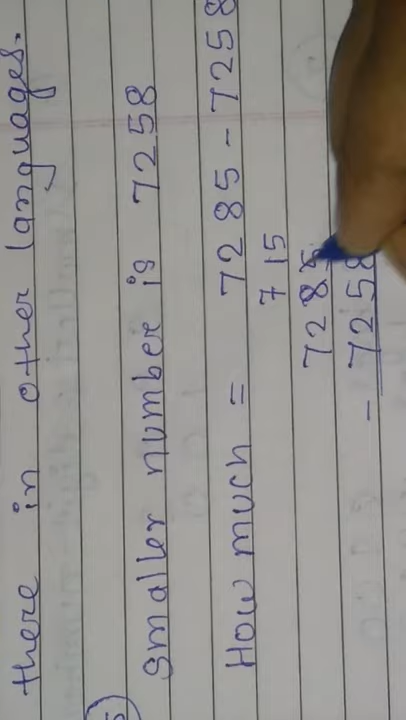 there in other languages.
Smaller number is 7258
How much = 7285 - 7258
7 15
7285
- 7258